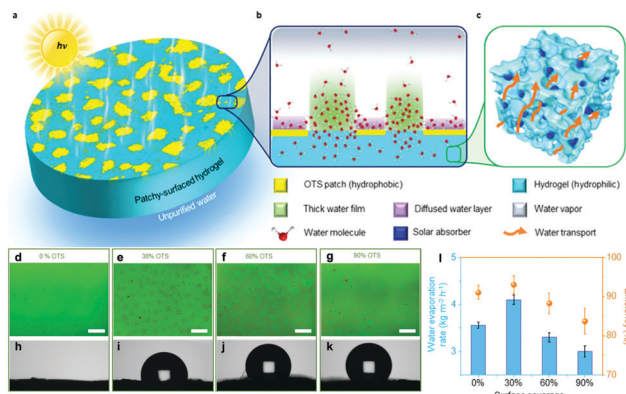 a
b
c
hν
Patchy-surfaced hydrogel
Unpurified water
OTS patch (hydrophobic)
Hydrogel (hydrophilic)
Thick water film
Diffused water layer
Water vapor
Water molecule
Solar absorber
Water transport
d
0 % OTS
e
30% OTS
f
60% OTS
g
90% OTS
h
i
j
k
l
Water evaporation
rate (kg m⁻² h⁻¹)
4
3
100
90
80
70
0%
30%
60%
90%